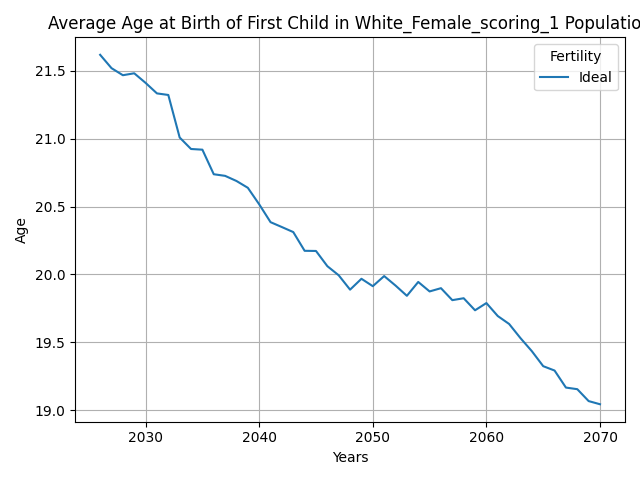 Average Age at Birth of First Child in White_Female_scoring_1 Populatio
Fertility
Ideal
Age
21.5
21.0
20.5
20.0
19.5
19.0
2030 2040 2050 2060 2070
Years